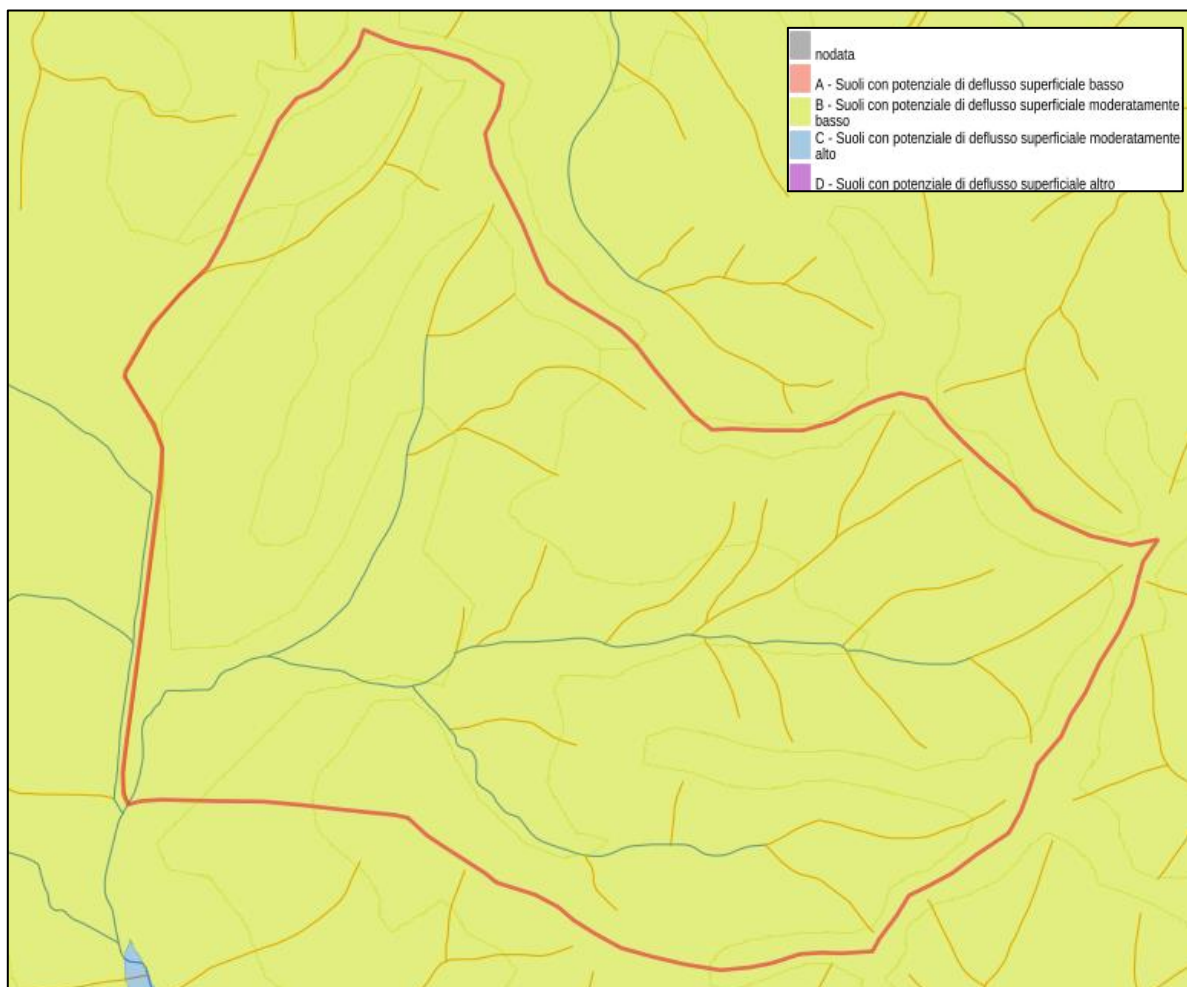 nodata
A - Suoli con potenziale di deflusso superficiale basso
B - Suoli con potenziale di deflusso superficiale moderatamente
basso
C - Suoli con potenziale di deflusso superficiale moderatamente
alto
D - Suoli con potenziale di deflusso superficiale altro